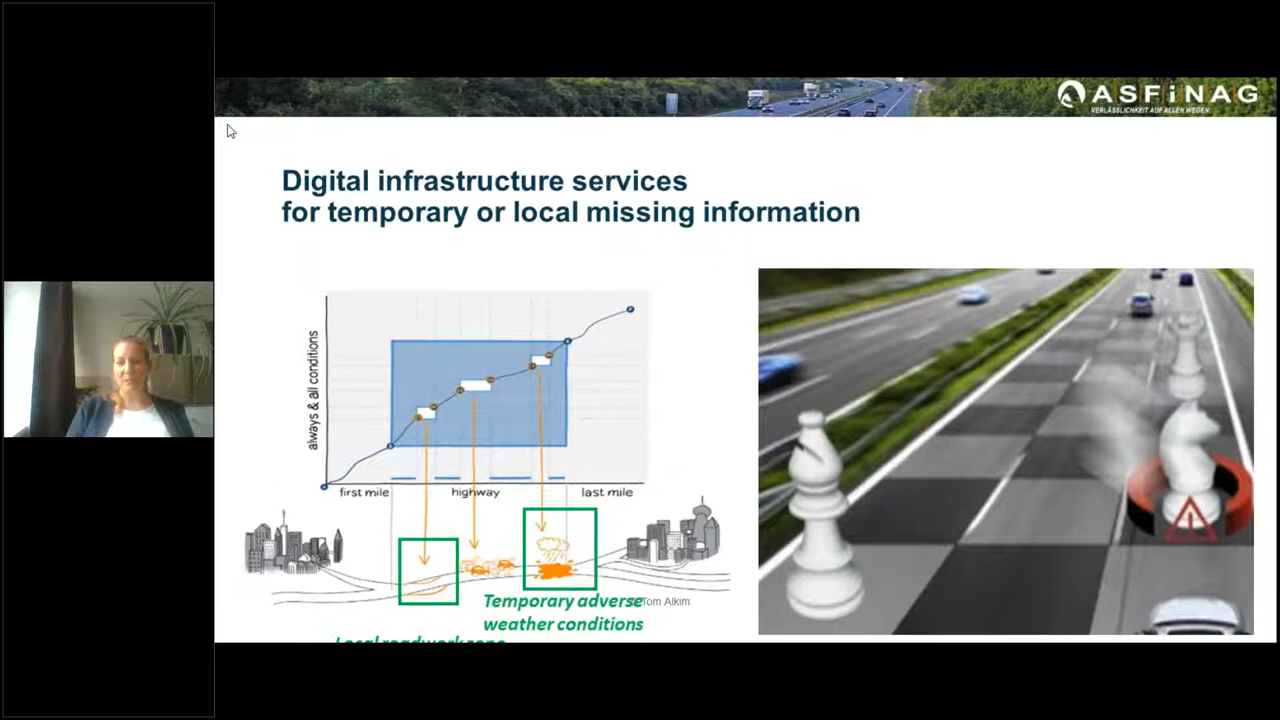 ASFiNAG
VERLÄSSLICHKEIT AUF ALLEN WEGEN
Digital infrastructure services
for temporary or local missing information
always & all conditions
first mile
highway
last mile
Tom Alkim
Temporary adverse
weather conditions
Local roadwork zone